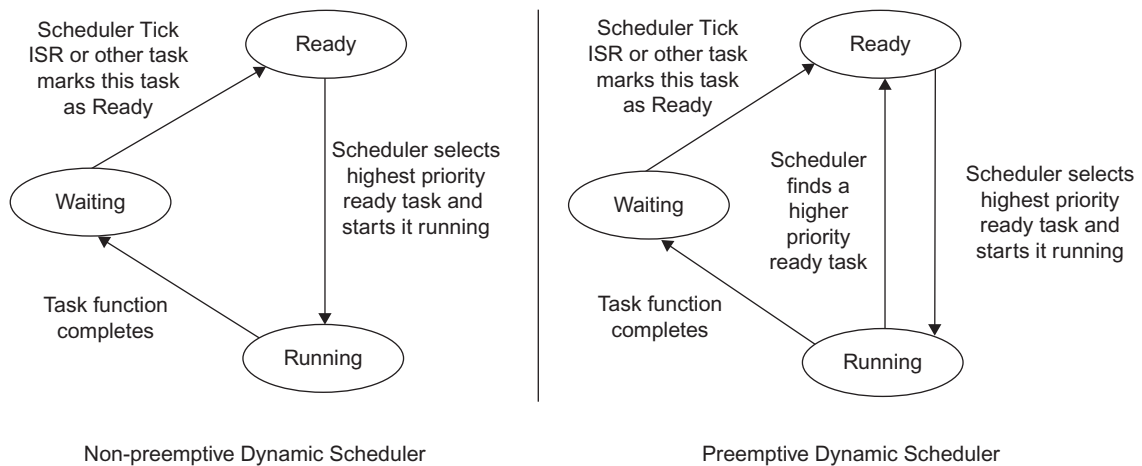 Scheduler Tick
ISR or other task
marks this task
as Ready
Ready
Scheduler selects
highest priority
ready task and
starts it running
Waiting
Task function
completes
Running
Non-preemptive Dynamic Scheduler
Scheduler Tick
ISR or other task
marks this task
as Ready
Ready
Scheduler
finds a
higher
priority
ready task
Scheduler selects
highest priority
ready task and
starts it running
Waiting
Task function
completes
Running
Preemptive Dynamic Scheduler